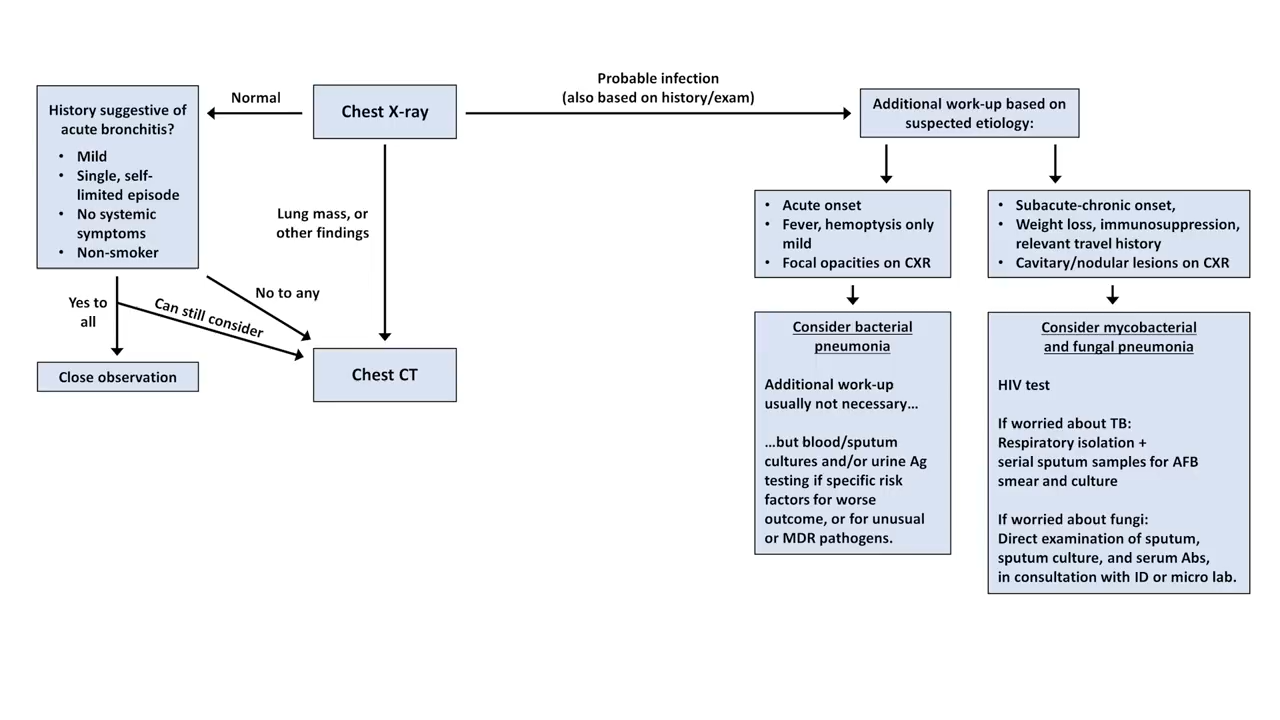 History suggestive of
acute bronchitis?
• Mild
• Single, self-
limited episode
• No systemic
symptoms
• Non-smoker
Normal
Chest X-ray
Probable infection
(also based on history/exam)
Additional work-up based on
suspected etiology:
Lung mass, or
other findings
Yes to
all
Can still consider
No to any
Close observation
Chest CT
• Acute onset
• Fever, hemoptysis only
mild
• Focal opacities on CXR
• Subacute-chronic onset,
• Weight loss, immunosuppression,
relevant travel history
• Cavitary/nodular lesions on CXR
Consider bacterial
pneumonia
Additional work-up
usually not necessary…
…but blood/sputum
cultures and/or urine Ag
testing if specific risk
factors for worse
outcome, or for unusual
or MDR pathogens.
Consider mycobacterial
and fungal pneumonia
HIV test
If worried about TB:
Respiratory isolation +
serial sputum samples for AFB
smear and culture
If worried about fungi:
Direct examination of sputum,
sputum culture, and serum Abs,
in consultation with ID or micro lab.